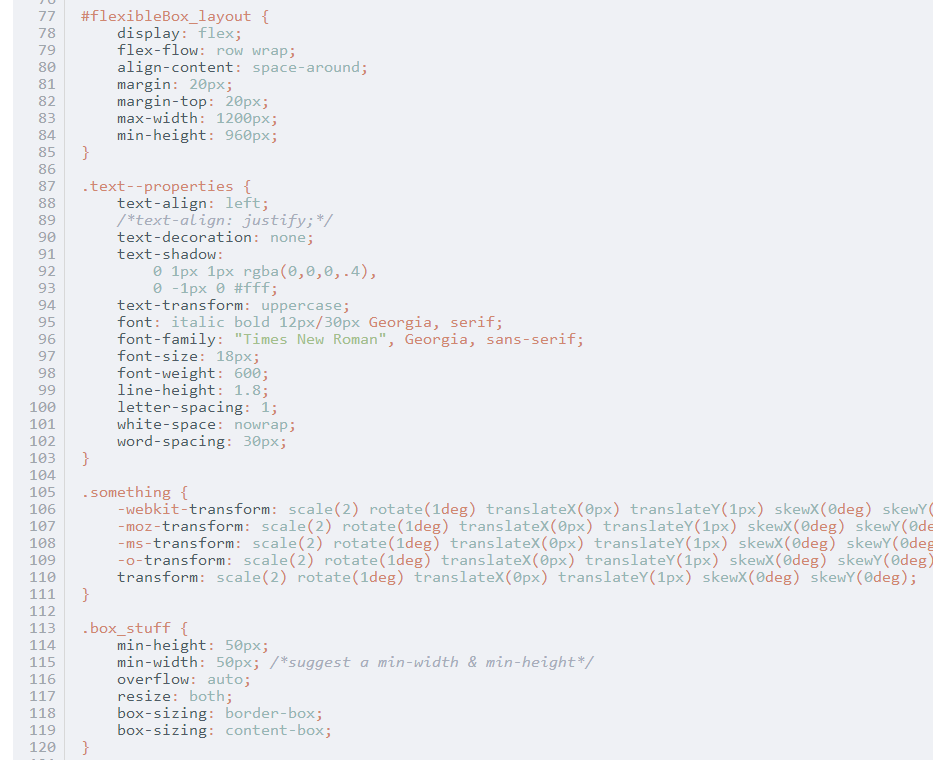 77 #flexibleBox_layout {
78 display: flex;
79 flex-flow: row wrap;
80 align-content: space-around;
81 margin: 20px;
82 margin-top: 20px;
83 max-width: 1200px;
84 min-height: 960px;
85 }
86
87 .text--properties {
88 text-align: left;
89 /*text-align: justify;*/
90 text-decoration: none;
91 text-shadow:
92 0 1px 1px rgba(0,0,0,.4),
93 0 -1px 0 #fff;
94 text-transform: uppercase;
95 font: italic bold 12px/30px Georgia, serif;
96 font-family: "Times New Roman", Georgia, sans-serif;
97 font-size: 18px;
98 font-weight: 600;
99 line-height: 1.8;
100 letter-spacing: 1;
101 white-space: nowrap;
102 word-spacing: 30px;
103 }
104
105 .something {
106 -webkit-transform: scale(2) rotate(1deg) translateX(0px) translateY(1px) skewX(0deg) skewY(
107 -moz-transform: scale(2) rotate(1deg) translateX(0px) translateY(1px) skewX(0deg) skewY(0de
108 -ms-transform: scale(2) rotate(1deg) translateX(0px) translateY(1px) skewX(0deg) skewY(0deg
109 -o-transform: scale(2) rotate(1deg) translateX(0px) translateY(1px) skewX(0deg) skewY(0deg)
110 transform: scale(2) rotate(1deg) translateX(0px) translateY(1px) skewX(0deg) skewY(0deg);
111 }
112
113 .box_stuff {
114 min-height: 50px;
115 min-width: 50px; /*suggest a min-width & min-height*/
116 overflow: auto;
117 resize: both;
118 box-sizing: border-box;
119 box-sizing: content-box;
120 }